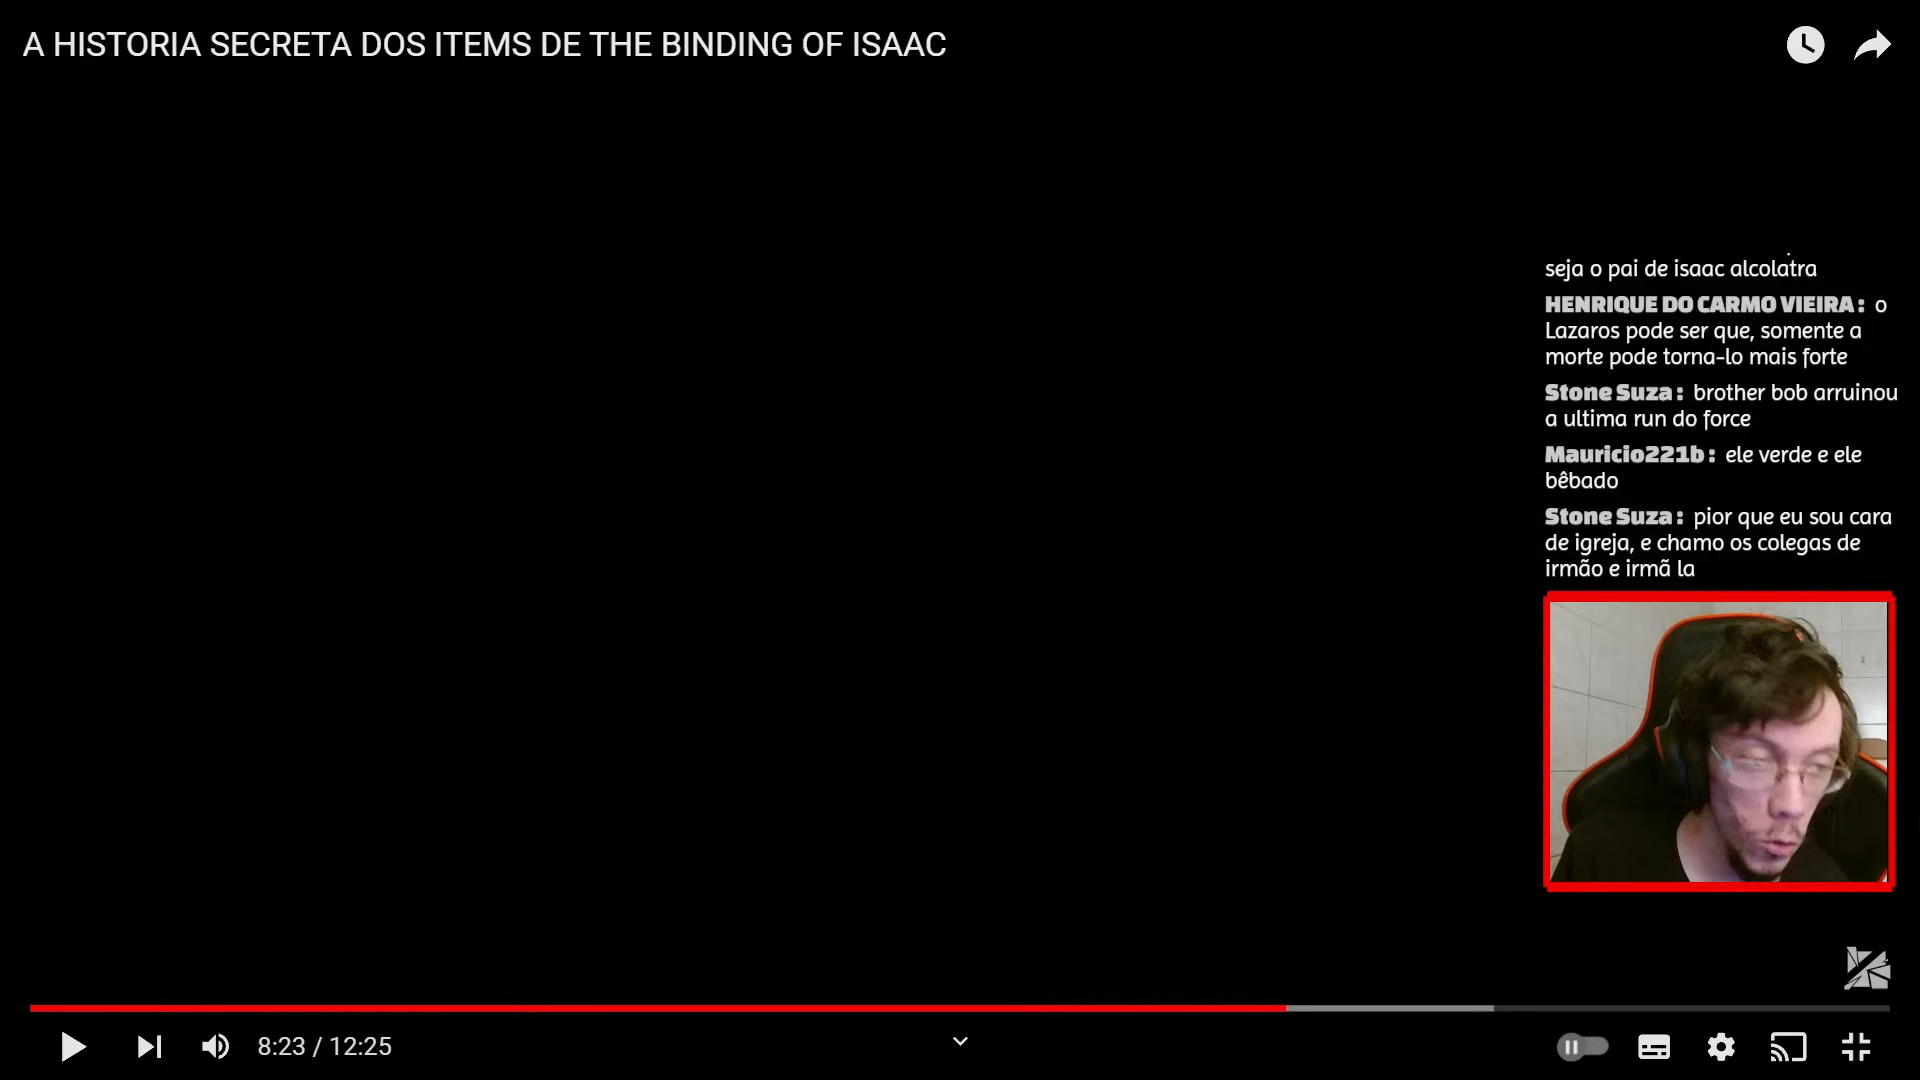 A HISTORIA SECRETA DOS ITEMS DE THE BINDING OF ISAAC
seja o pai de isaac alcolatra
HENRIQUE DO CARMO VIEIRA: o
Lazaros pode ser que, somente a
morte pode torna-lo mais forte
Stone Suza: brother bob arruinou
a ultima run do force
Mauricio221b: ele verde e ele
bêbado
Stone Suza: pior que eu sou cara
de igreja, e chamo os colegas de
irmão e irmã la
8:23 / 12:25